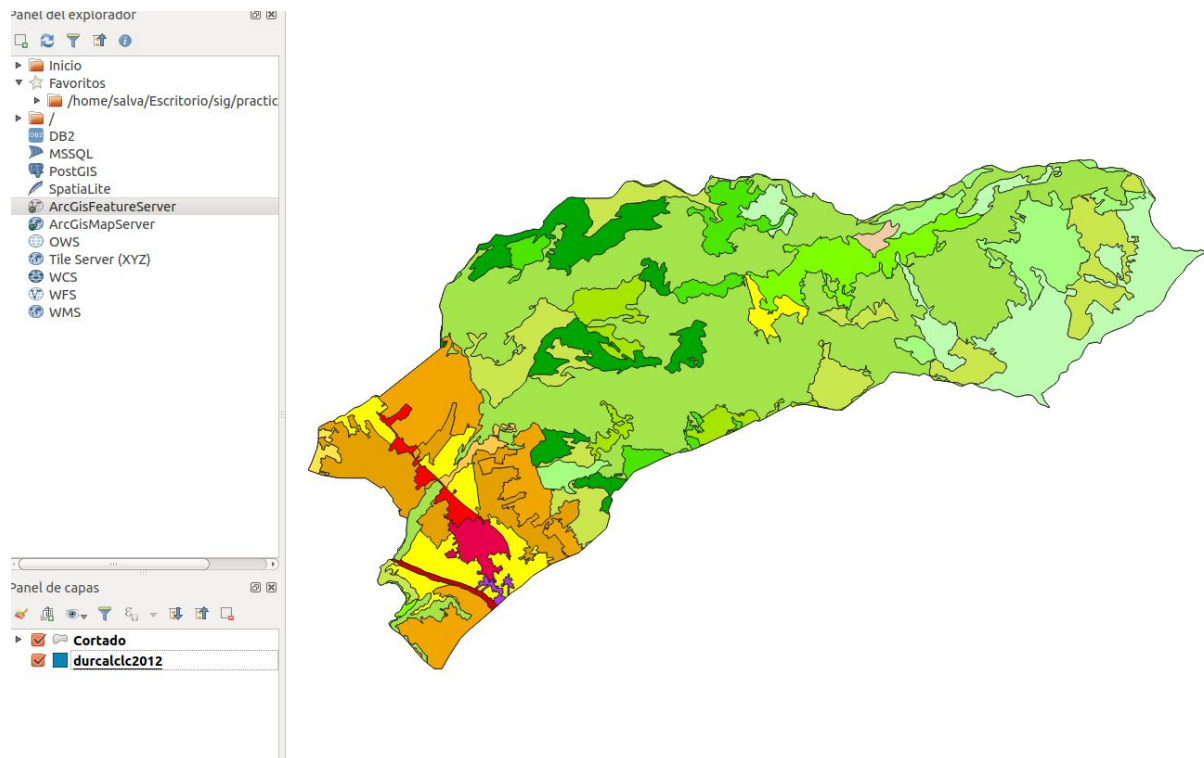 Panel del explorador
Inicio
Favoritos
/home/salva/Escritorio/sig/practic
/
DB2
MSSQL
PostGIS
SpatiaLite
ArcGisFeatureServer
ArcGisMapServer
OWS
Tile Server (XYZ)
WCS
WFS
WMS
Panel de capas
Cortado
durcalclc2012